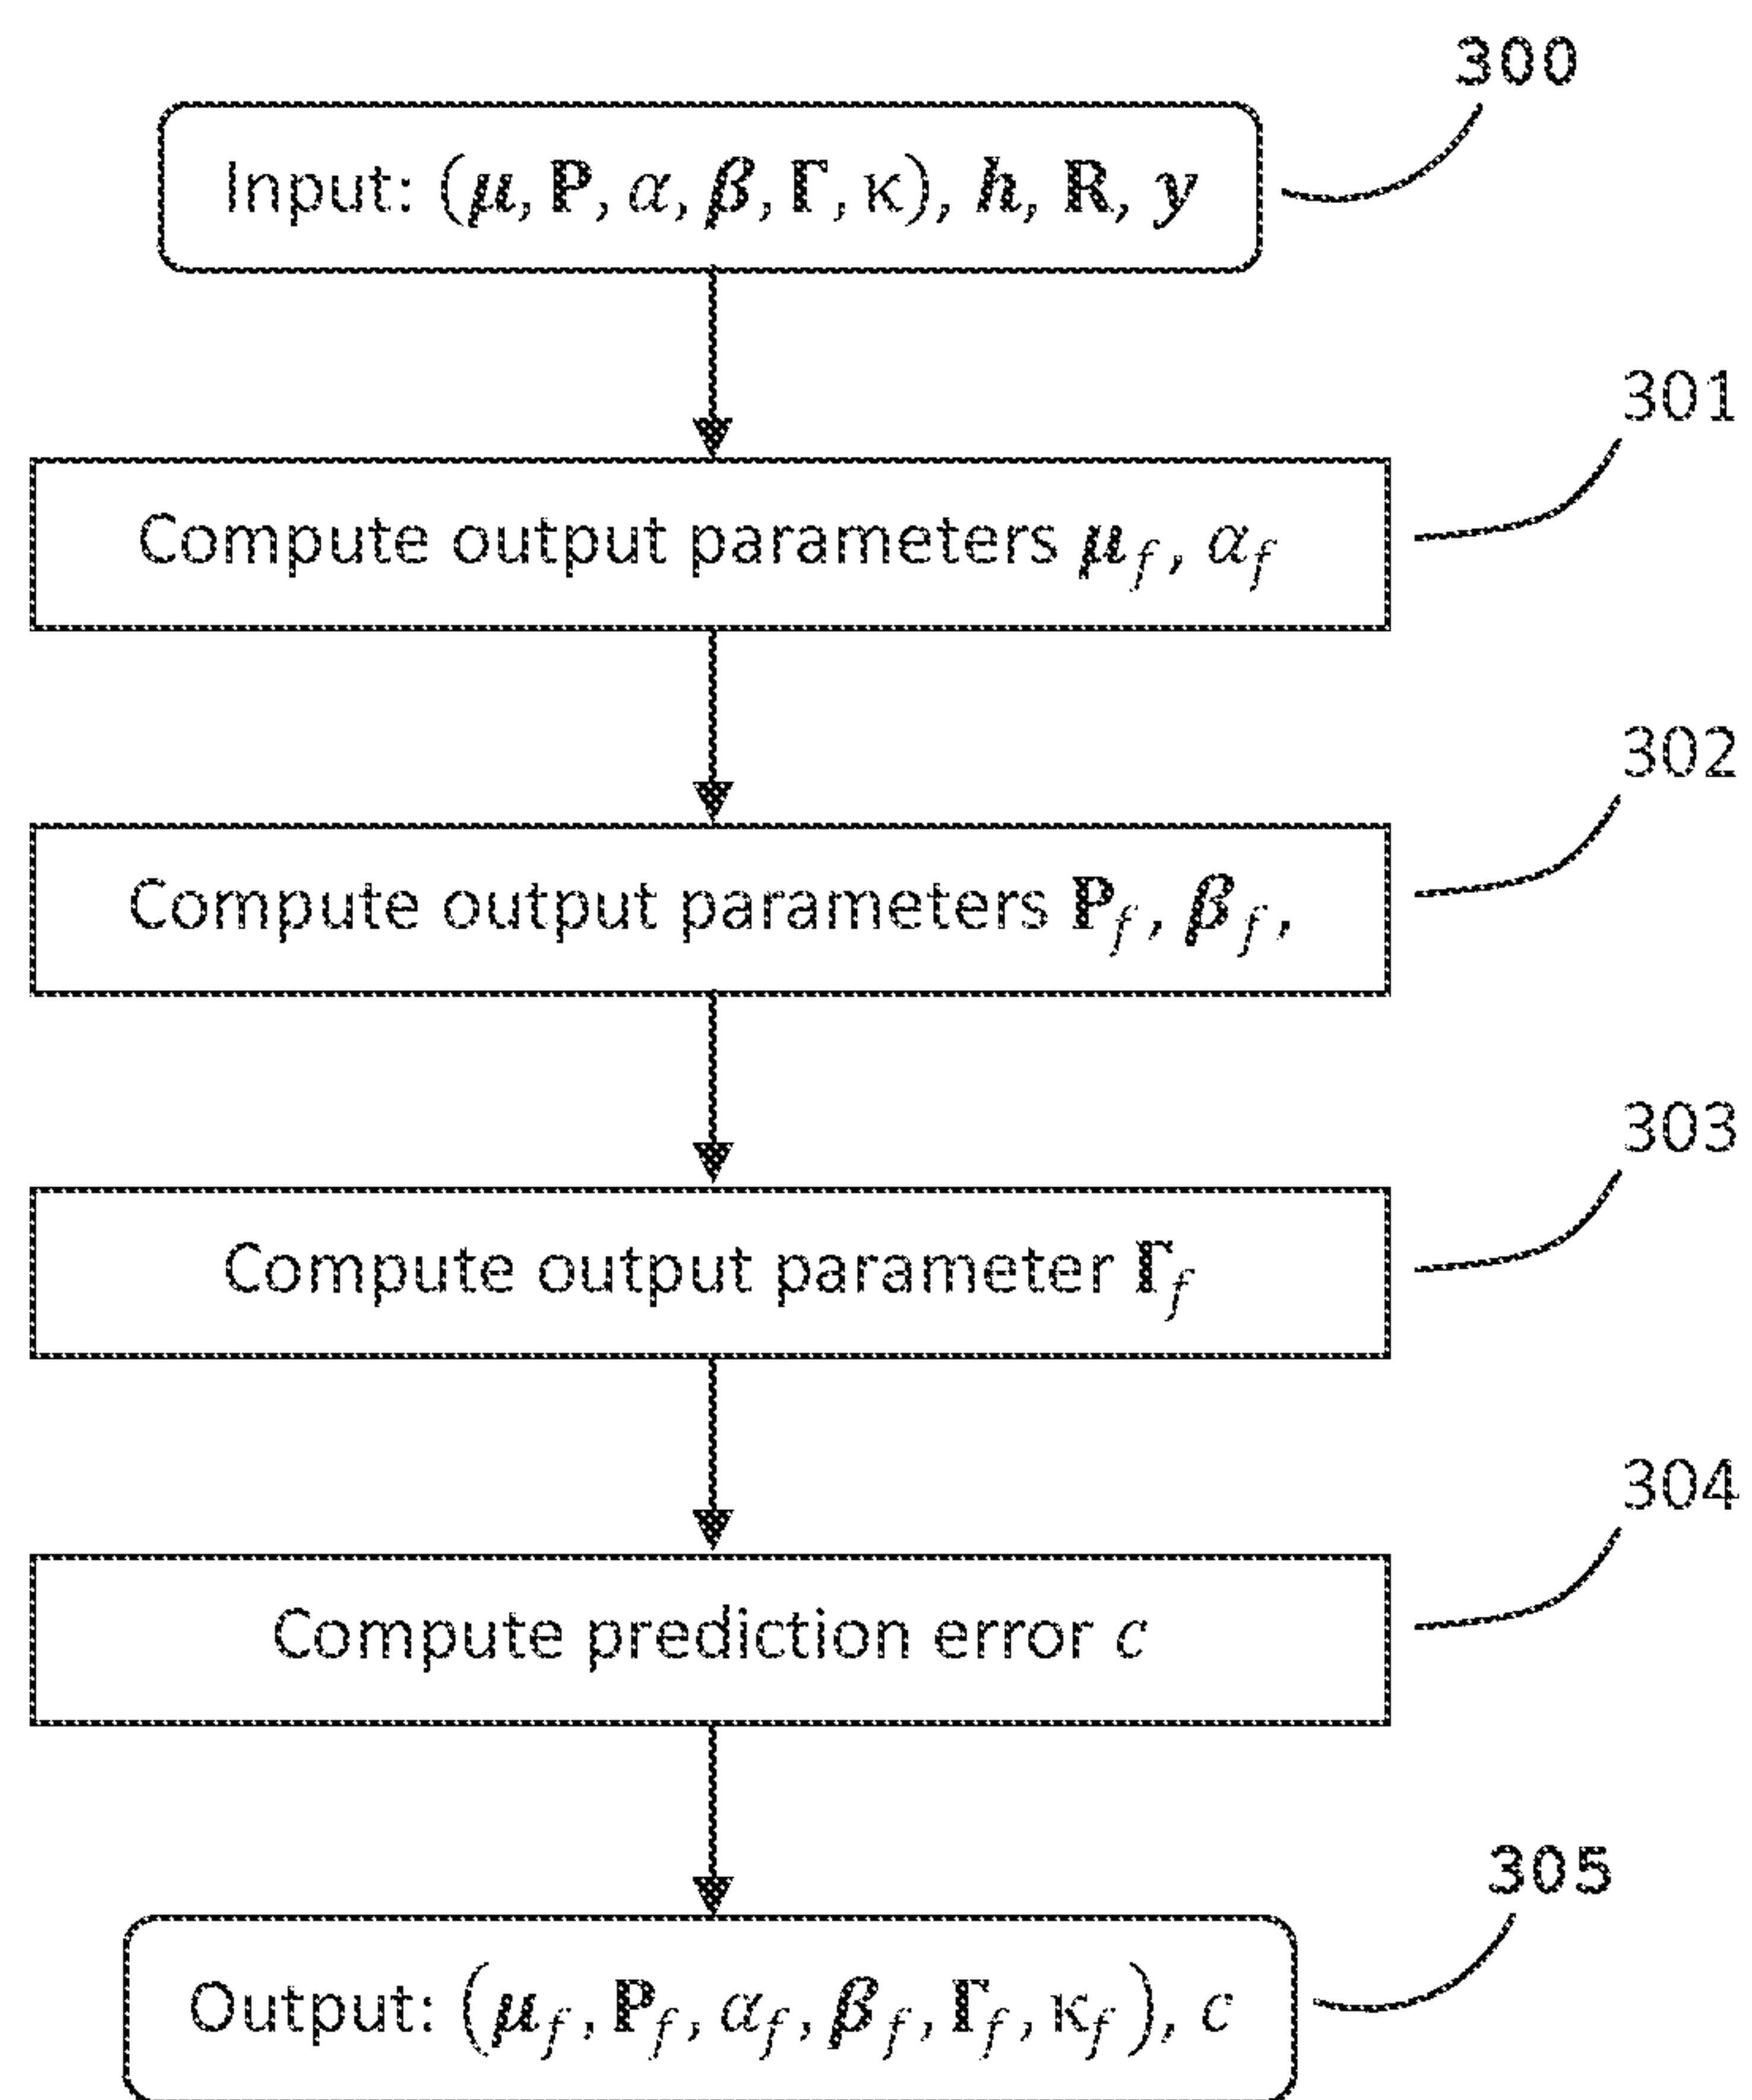 300
Input: (μ, P, α, β, Γ, κ), h, R, y
301
Compute output parameters μ_f, α_f
302
Compute output parameters P_f, β_f,
303
Compute output parameter Γ_f
304
Compute prediction error c
305
Output: (μ_f, P_f, α_f, β_f, Γ_f, κ_f), c